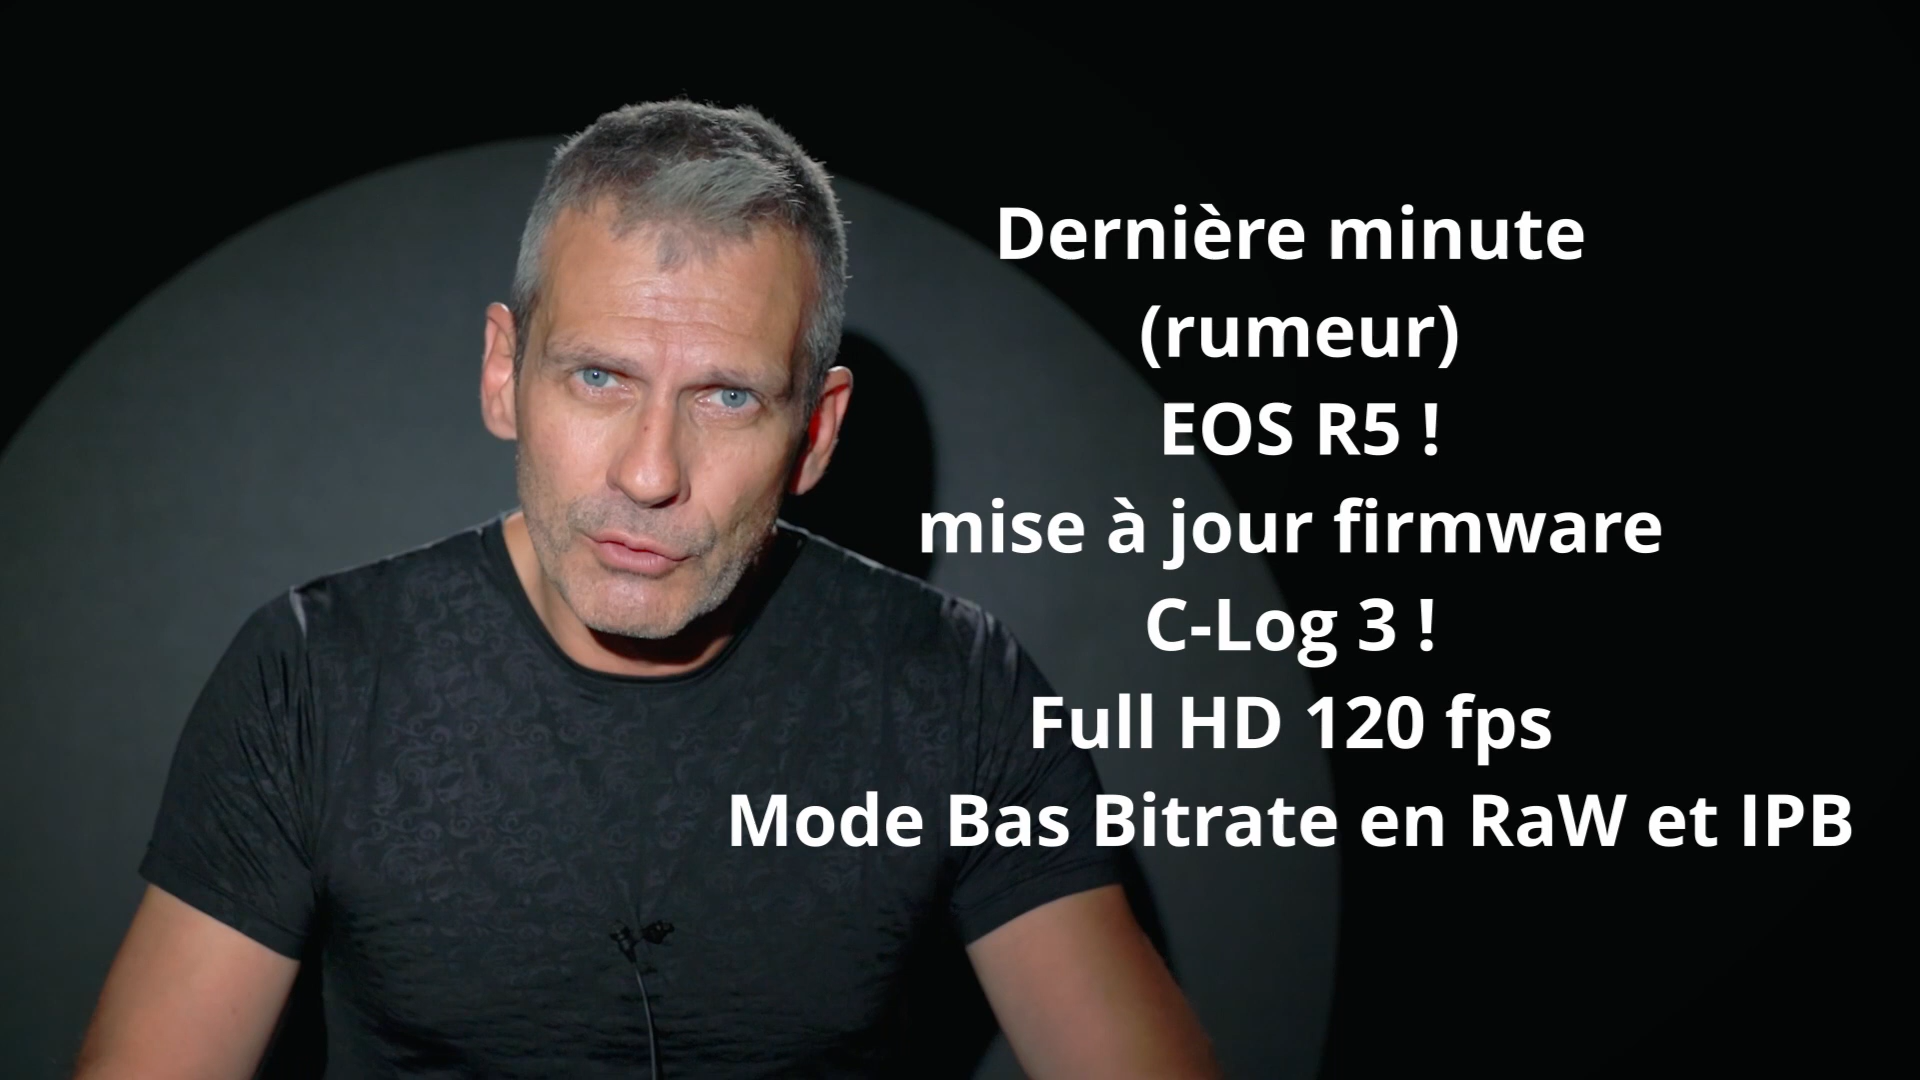 Dernière minute
(rumeur)
EOS R5 !
mise à jour firmware
C-Log 3 !
Full HD 120 fps
Mode Bas Bitrate en RaW et IPB